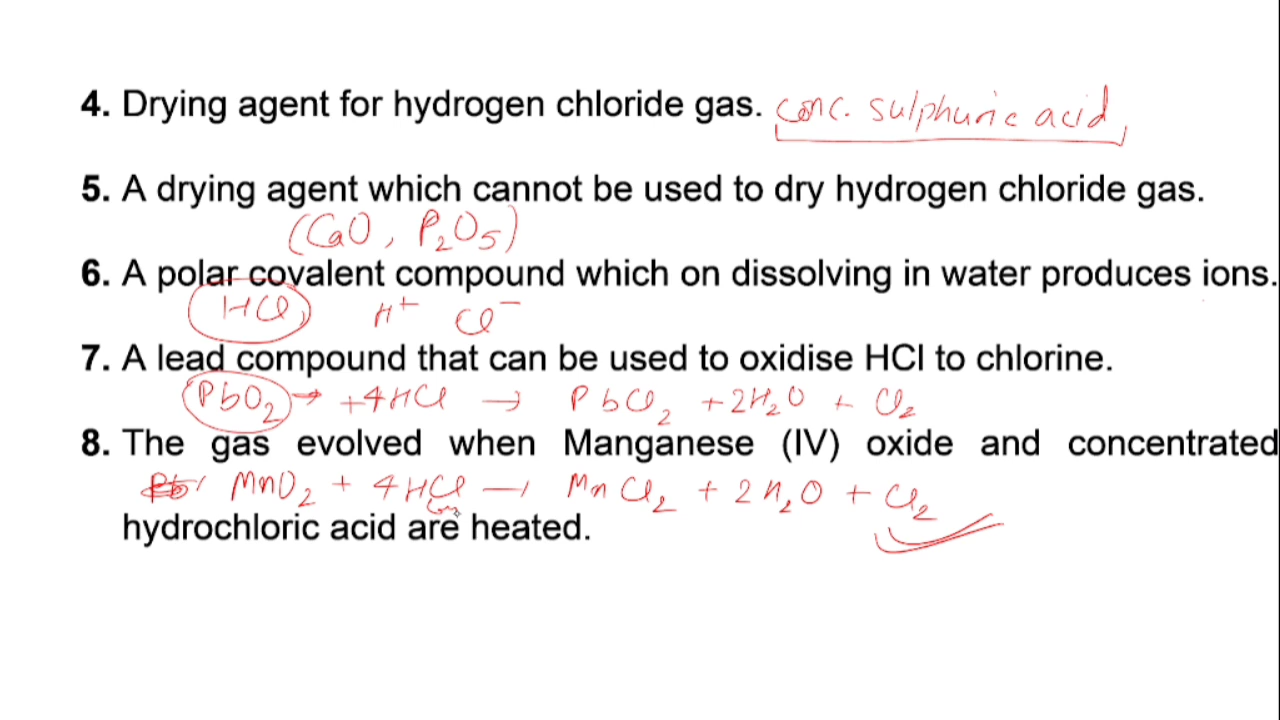 4. Drying agent for hydrogen chloride gas. conc. sulphuric acid
5. A drying agent which cannot be used to dry hydrogen chloride gas.
(CaO, P₂O₅)
6. A polar covalent compound which on dissolving in water produces ions.
HCl H⁺ Cl⁻
7. A lead compound that can be used to oxidise HCl to chlorine.
PbO₂ → +4HCl → PbCl₂ +2H₂O + Cl₂
8. The gas evolved when Manganese (IV) oxide and concentrated
MnO₂ + 4HCl → MnCl₂ + 2H₂O + Cl₂
hydrochloric acid are heated.